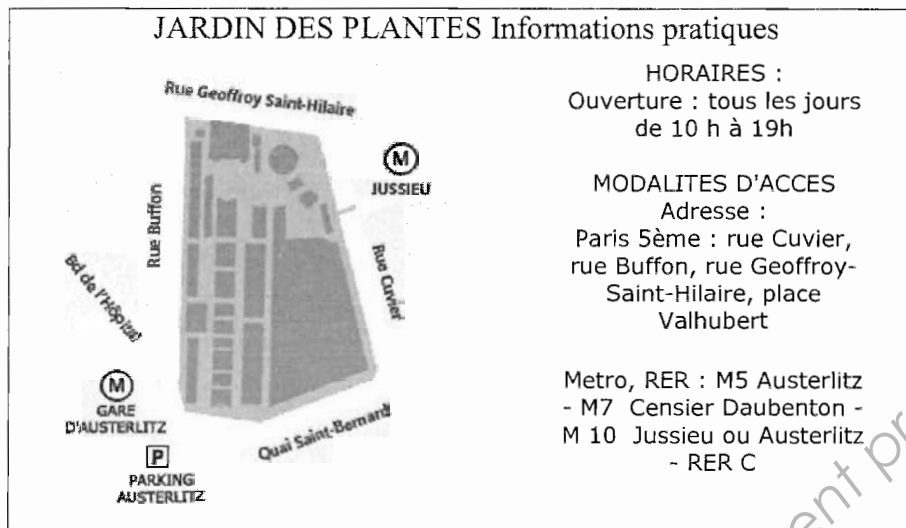 JARDIN DES PLANTES Informations pratiques
Rue Geoffroy Saint-Hilaire
M
JUSSIEU
Rue Buffon
Rue Cuvier
Bd de l'Hôpital
M
GARE
D'AUSTERLITZ
Quai Saint-Bernard
P
PARKING
AUSTERLITZ
HORAIRES :
Ouverture : tous les jours
de 10 h à 19h
MODALITES D'ACCES
Adresse :
Paris 5ème : rue Cuvier,
rue Buffon, rue Geoffroy-
Saint-Hilaire, place
Valhubert
Metro, RER : M5 Austerlitz
- M7 Censier Daubenton -
M 10 Jussieu ou Austerlitz
- RER C